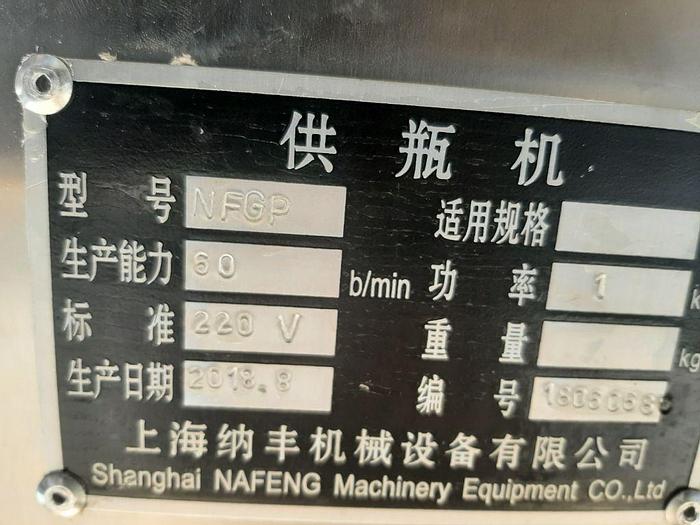 供瓶机
型号 NFGP 适用规格
生产能力 60 b/min 功率 1
标准 220 V 重量 kg
生产日期 2018.8 编号
上海纳丰机械设备有限公司
Shanghai NAFENG Machinery Equipment CO.,Ltd